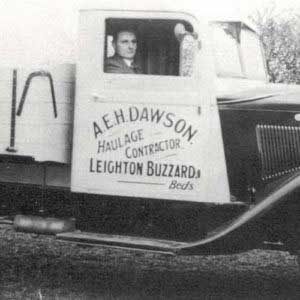 A.E.H. DAWSON.
HAULAGE
CONTRACTOR.
LEIGHTON BUZZARD.
Beds